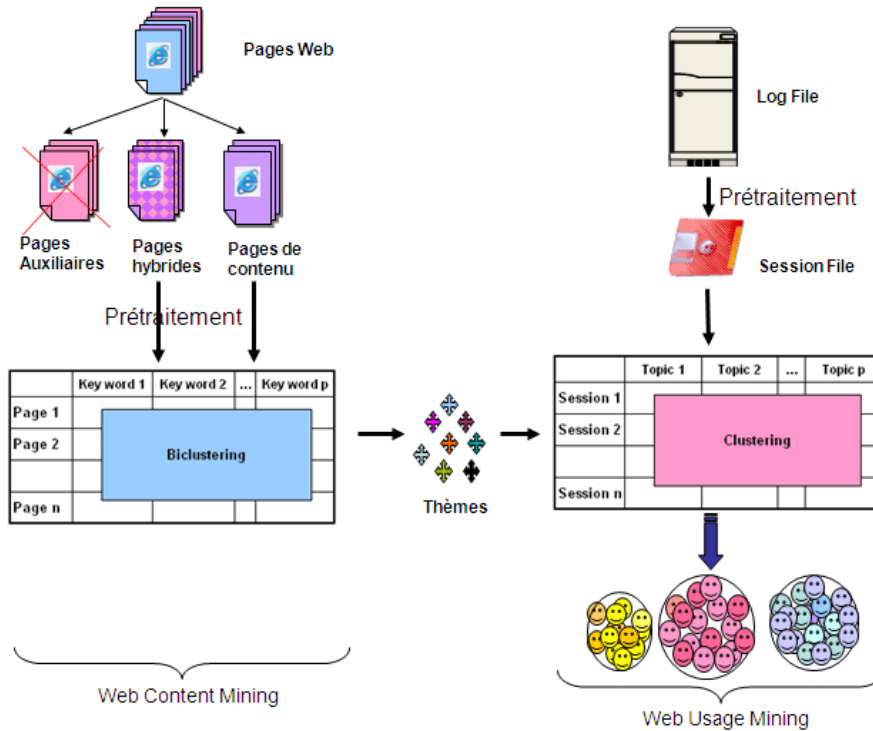 Pages Web
Log File
Pages
Auxiliaires
Pages
hybrides
Pages de
contenu
Prétraitement
Session File
Prétraitement
Key word 1 Key word 2 ... Key word p
Page 1
Page 2
Page n
Biclustering
Thèmes
Topic 1 Topic 2 ... Topic p
Session 1
Session 2
Session n
Clustering
Web Content Mining
Web Usage Mining